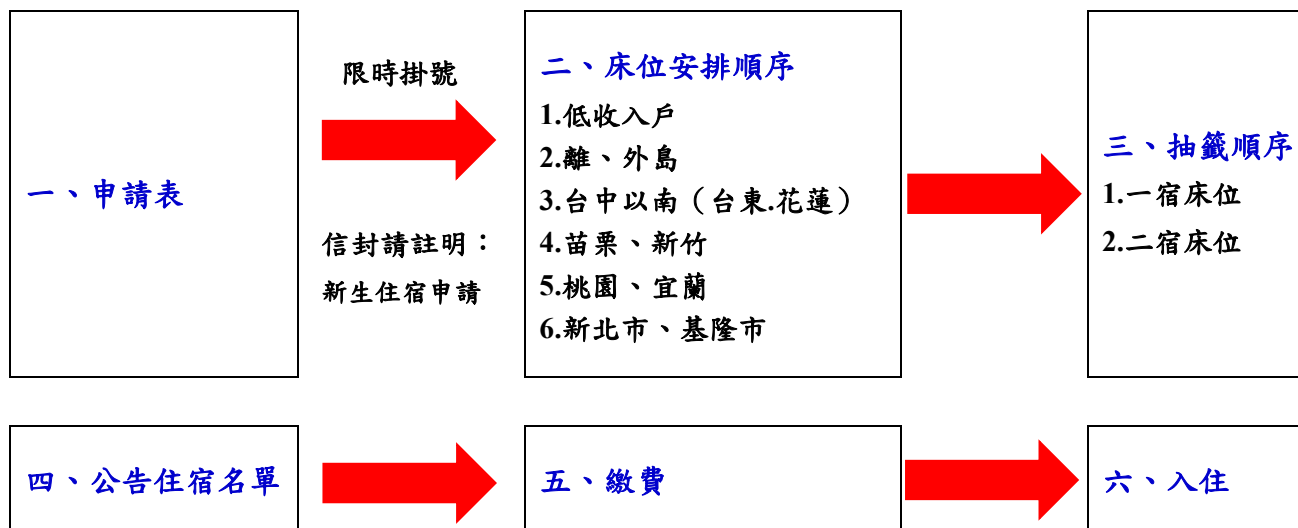 一、申請表
限時掛號
信封請註明：
新生住宿申請
二、床位安排順序
1.低收入戶
2.離、外島
3.台中以南（台東.花蓮）
4.苗栗、新竹
5.桃園、宜蘭
6.新北市、基隆市
三、抽籤順序
1.一宿床位
2.二宿床位
四、公告住宿名單
五、繳費
六、入住